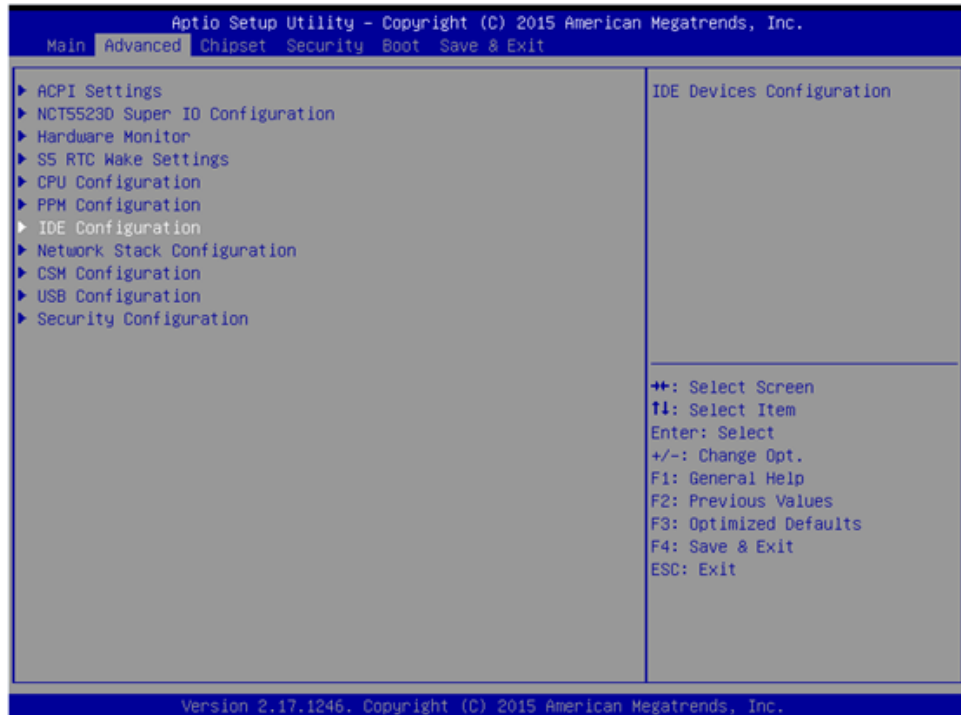 Aptio Setup Utility – Copyright (C) 2015 American Megatrends, Inc.
Main Advanced Chipset Security Boot Save & Exit
▶ ACPI Settings
▶ NCT5523D Super IO Configuration
▶ Hardware Monitor
▶ S5 RTC Wake Settings
▶ CPU Configuration
▶ PPM Configuration
▶ IDE Configuration
▶ Network Stack Configuration
▶ CSM Configuration
▶ USB Configuration
▶ Security Configuration
IDE Devices Configuration
→←: Select Screen
↑↓: Select Item
Enter: Select
+/-: Change Opt.
F1: General Help
F2: Previous Values
F3: Optimized Defaults
F4: Save & Exit
ESC: Exit
Version 2.17.1246. Copyright (C) 2015 American Megatrends, Inc.